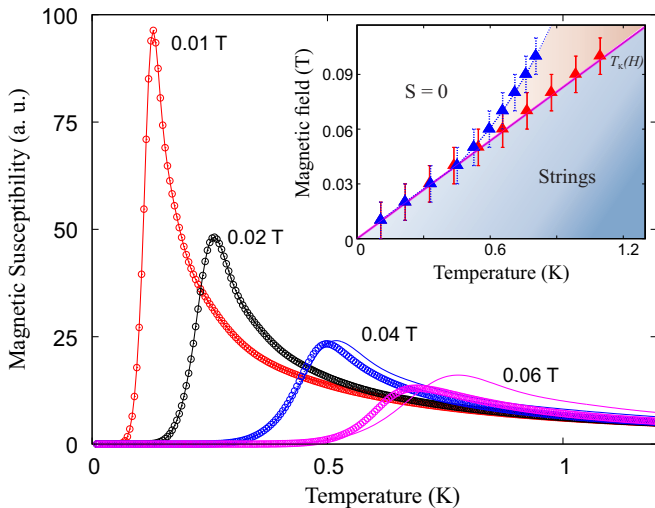 100
75
50
25
0
0
0.5
1
Magnetic Susceptibility (a. u.)
Temperature (K)
0.01 T
0.02 T
0.04 T
0.06 T
0.09
0.06
0.03
0
0
0.6
1.2
Magnetic field (T)
Temperature (K)
S = 0
Tκ(H)
Strings